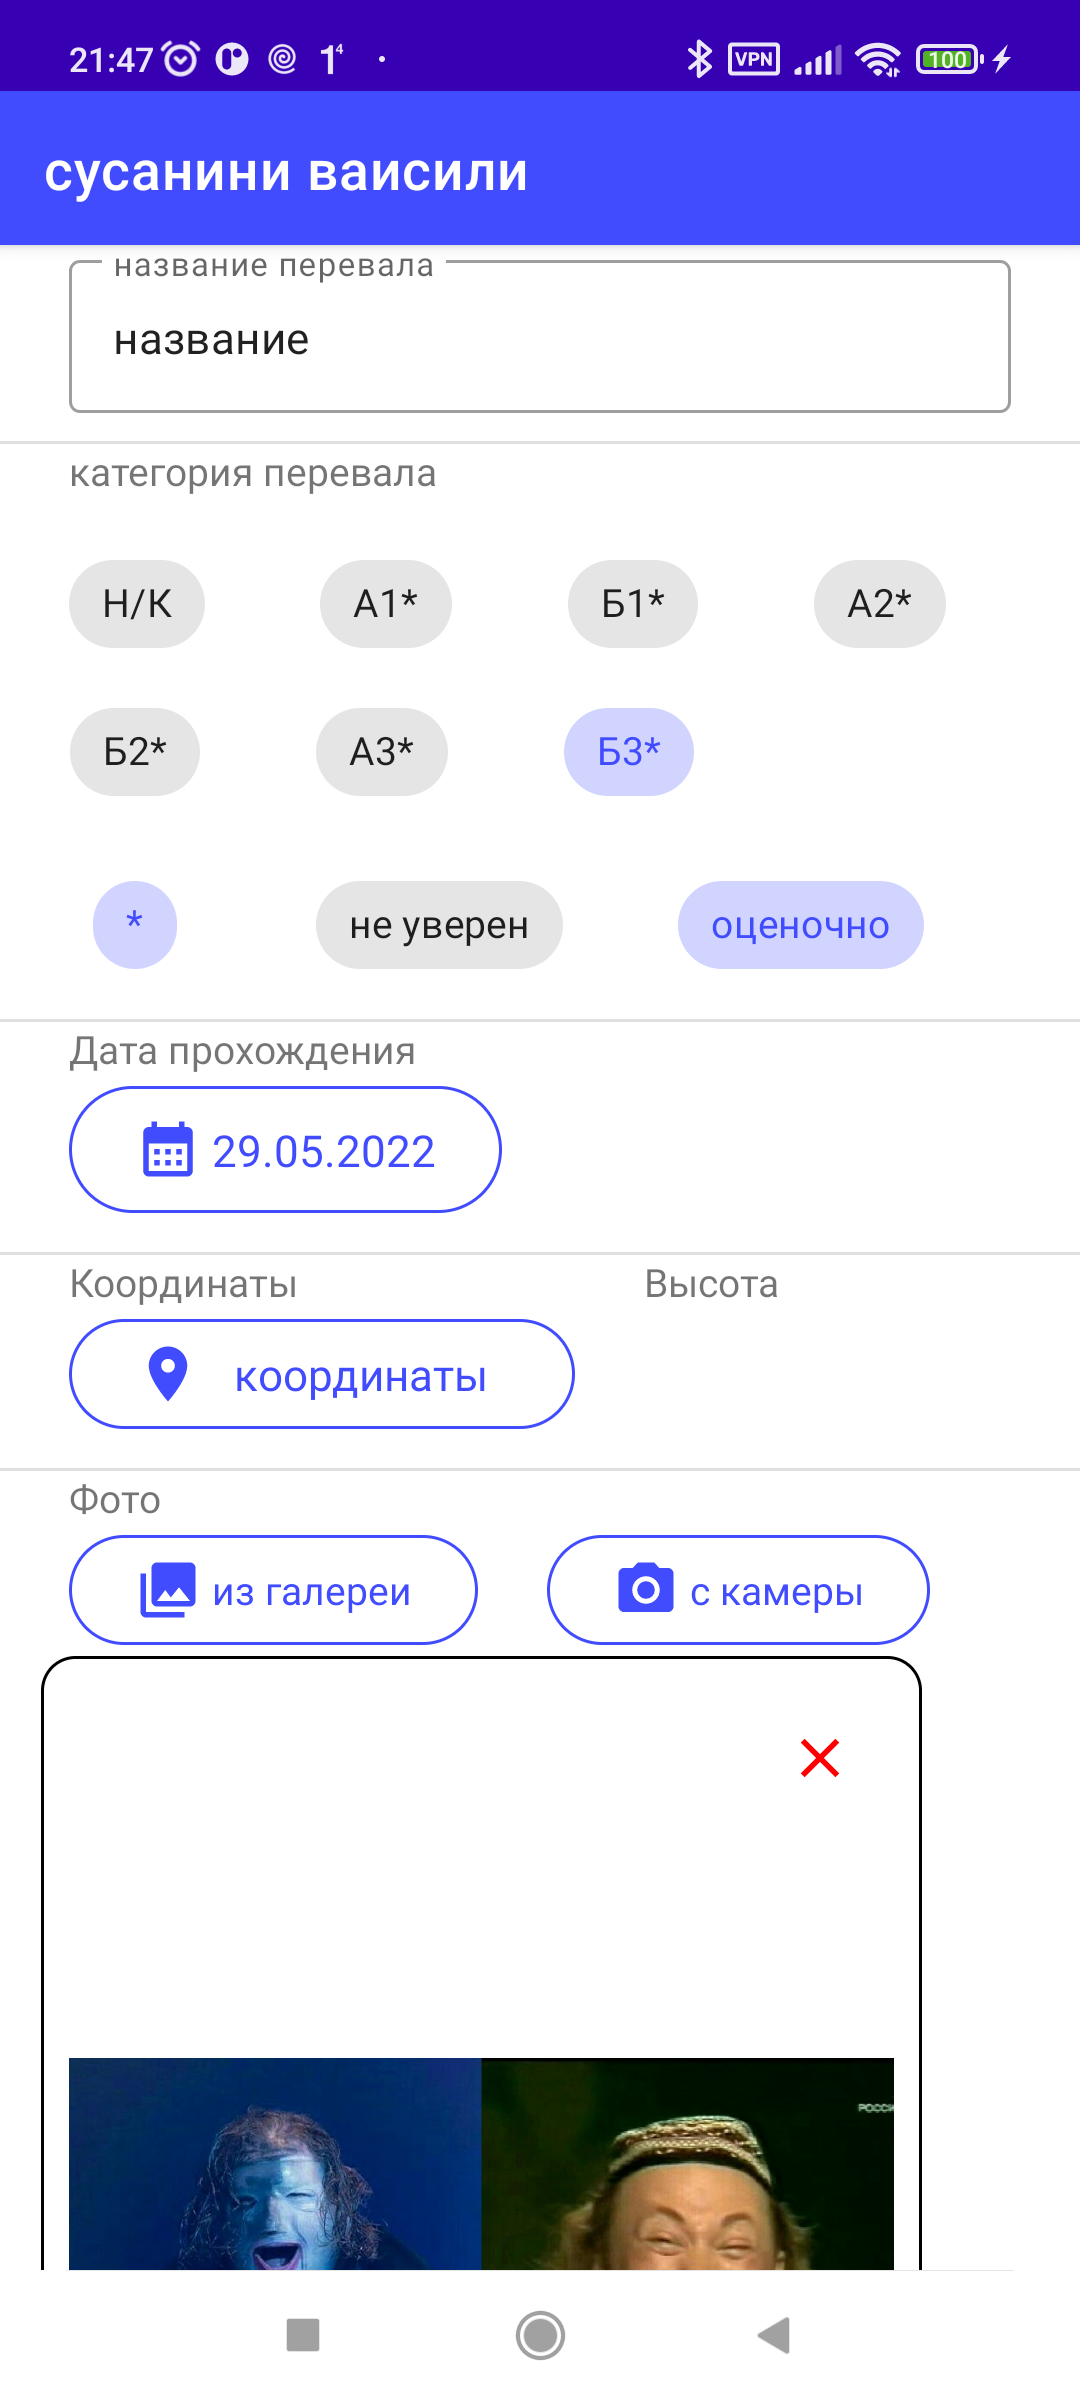 21:47 VPN 100
сусанини ваисили
название перевала
название
категория перевала
Н/К А1* Б1* А2*
Б2* А3* Б3*
* не уверен оценочно
Дата прохождения
29.05.2022
Координаты Высота
координаты
Фото
из галереи с камеры